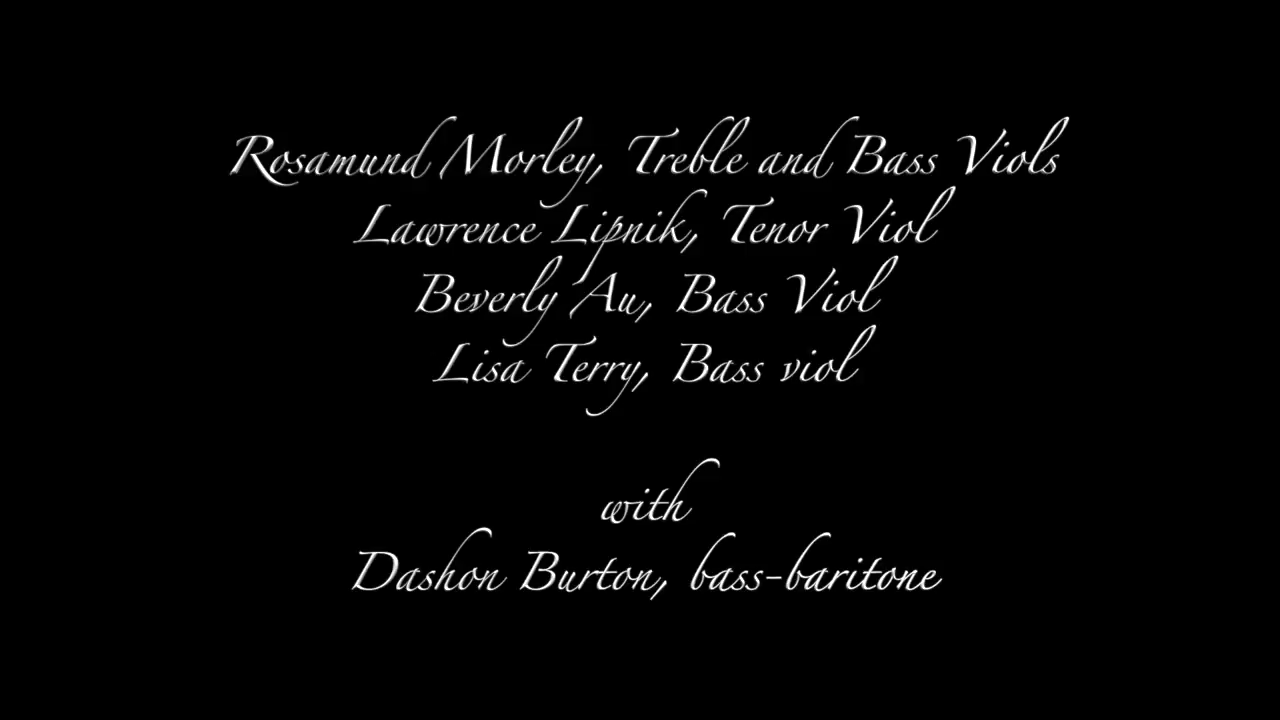 Rosamund Morley, Treble and Bass Viols
Lawrence Lipnik, Tenor Viol
Beverly Au, Bass Viol
Lisa Terry, Bass viol
with
Dashon Burton, bass-baritone